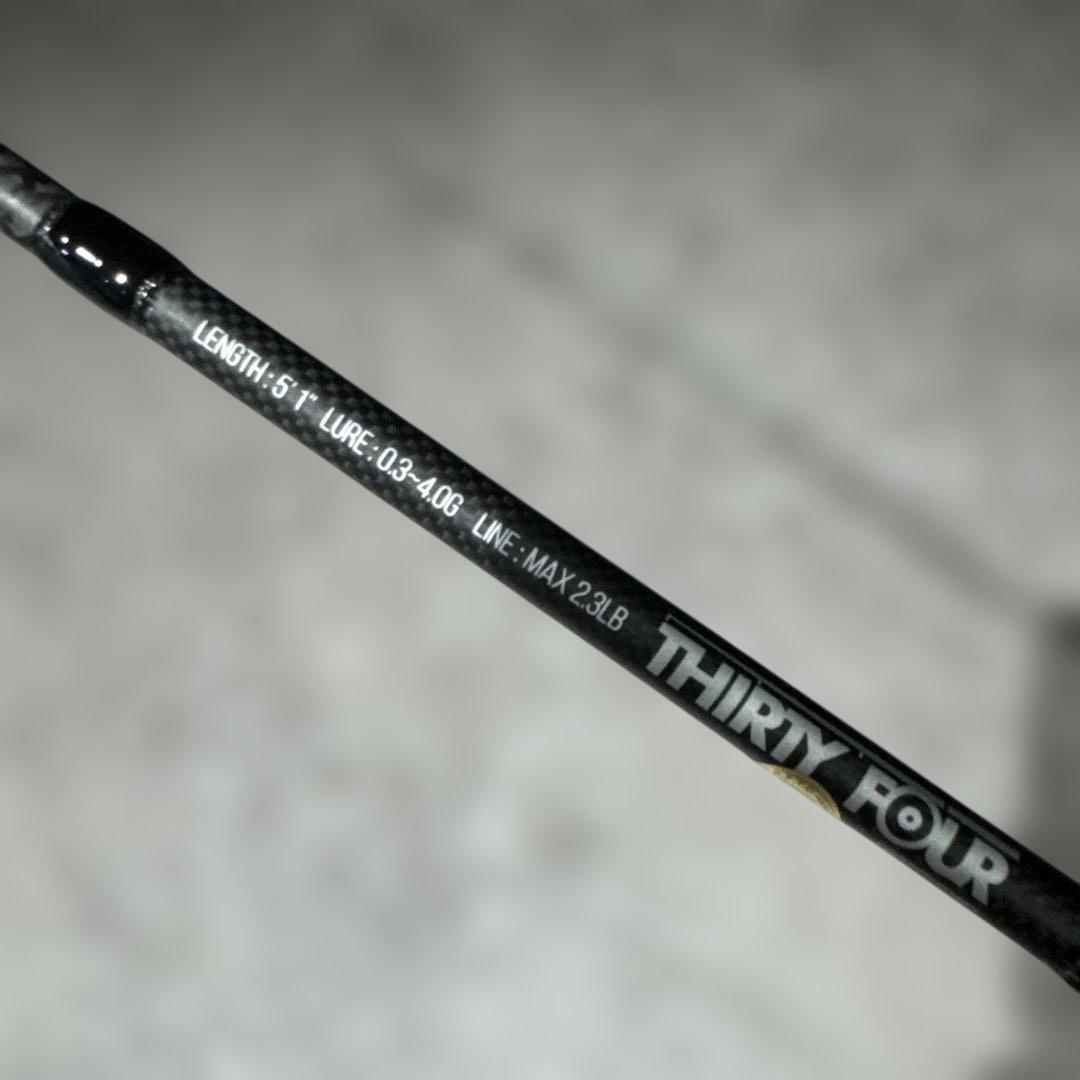 LENGTH : 5' 1" LURE : 0.3~4.0G LINE : MAX 2.3LB
THIRTY FOUR